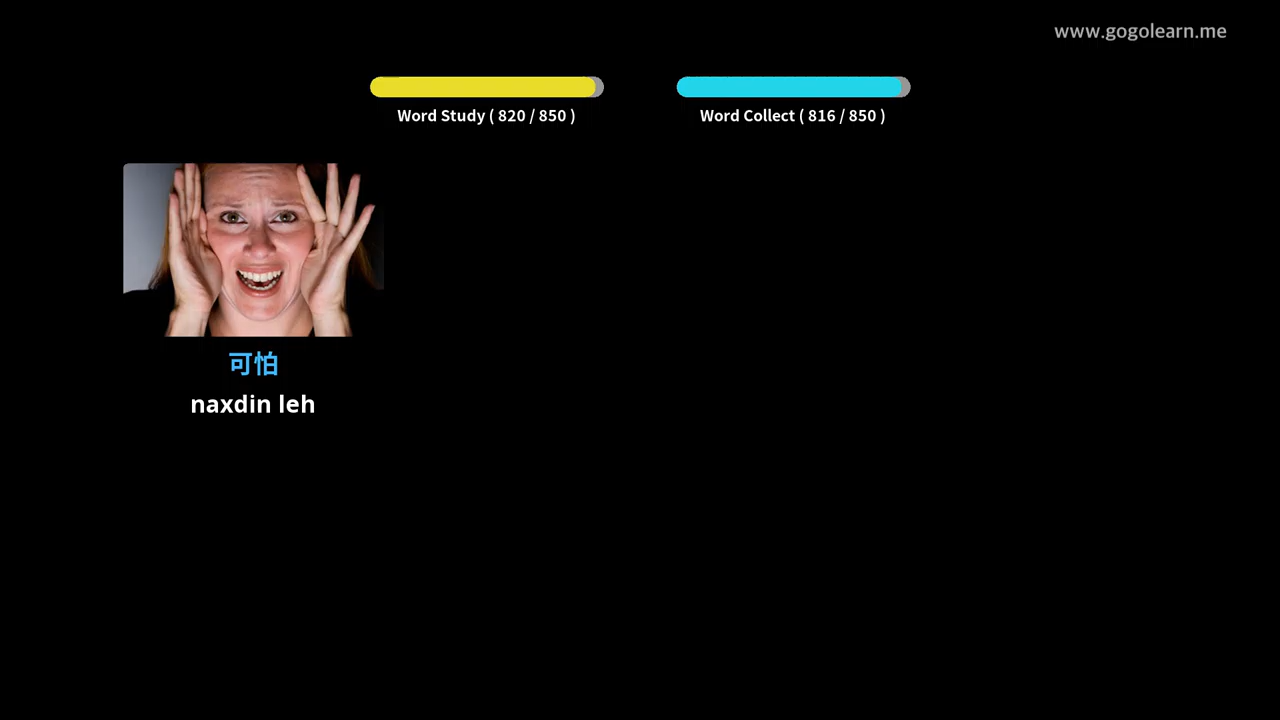 www.gogolearn.me
Word Study ( 820 / 850 )
Word Collect ( 816 / 850 )
可怕
naxdin leh